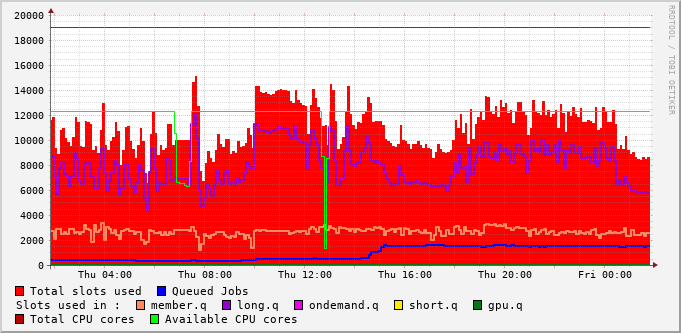 RRDTOOL / TOBI OETIKER
20000
18000
16000
14000
12000
10000
8000
6000
4000
2000
0
Thu 04:00 Thu 08:00 Thu 12:00 Thu 16:00 Thu 20:00 Fri 00:00
Total slots used Queued Jobs
Slots used in : member.q long.q ondemand.q short.q gpu.q
Total CPU cores Available CPU cores